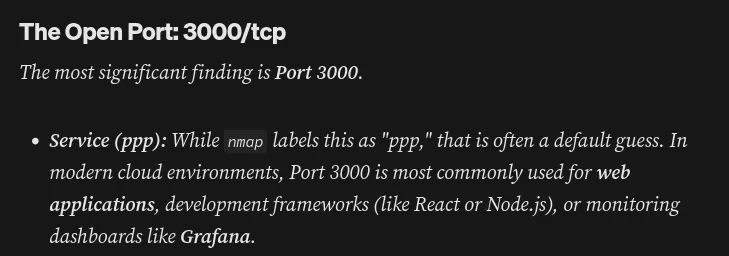 The Open Port: 3000/tcp
The most significant finding is Port 3000.
• Service (ppp): While nmap labels this as "ppp," that is often a default guess. In
modern cloud environments, Port 3000 is most commonly used for web
applications, development frameworks (like React or Node.js), or monitoring
dashboards like Grafana.